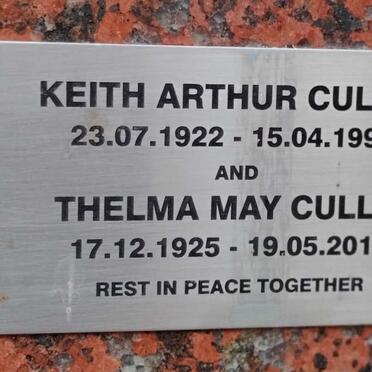 KEITH ARTHUR CUL
23.07.1922 - 15.04.199
AND
THELMA MAY CULL
17.12.1925 - 19.05.201
REST IN PEACE TOGETHER